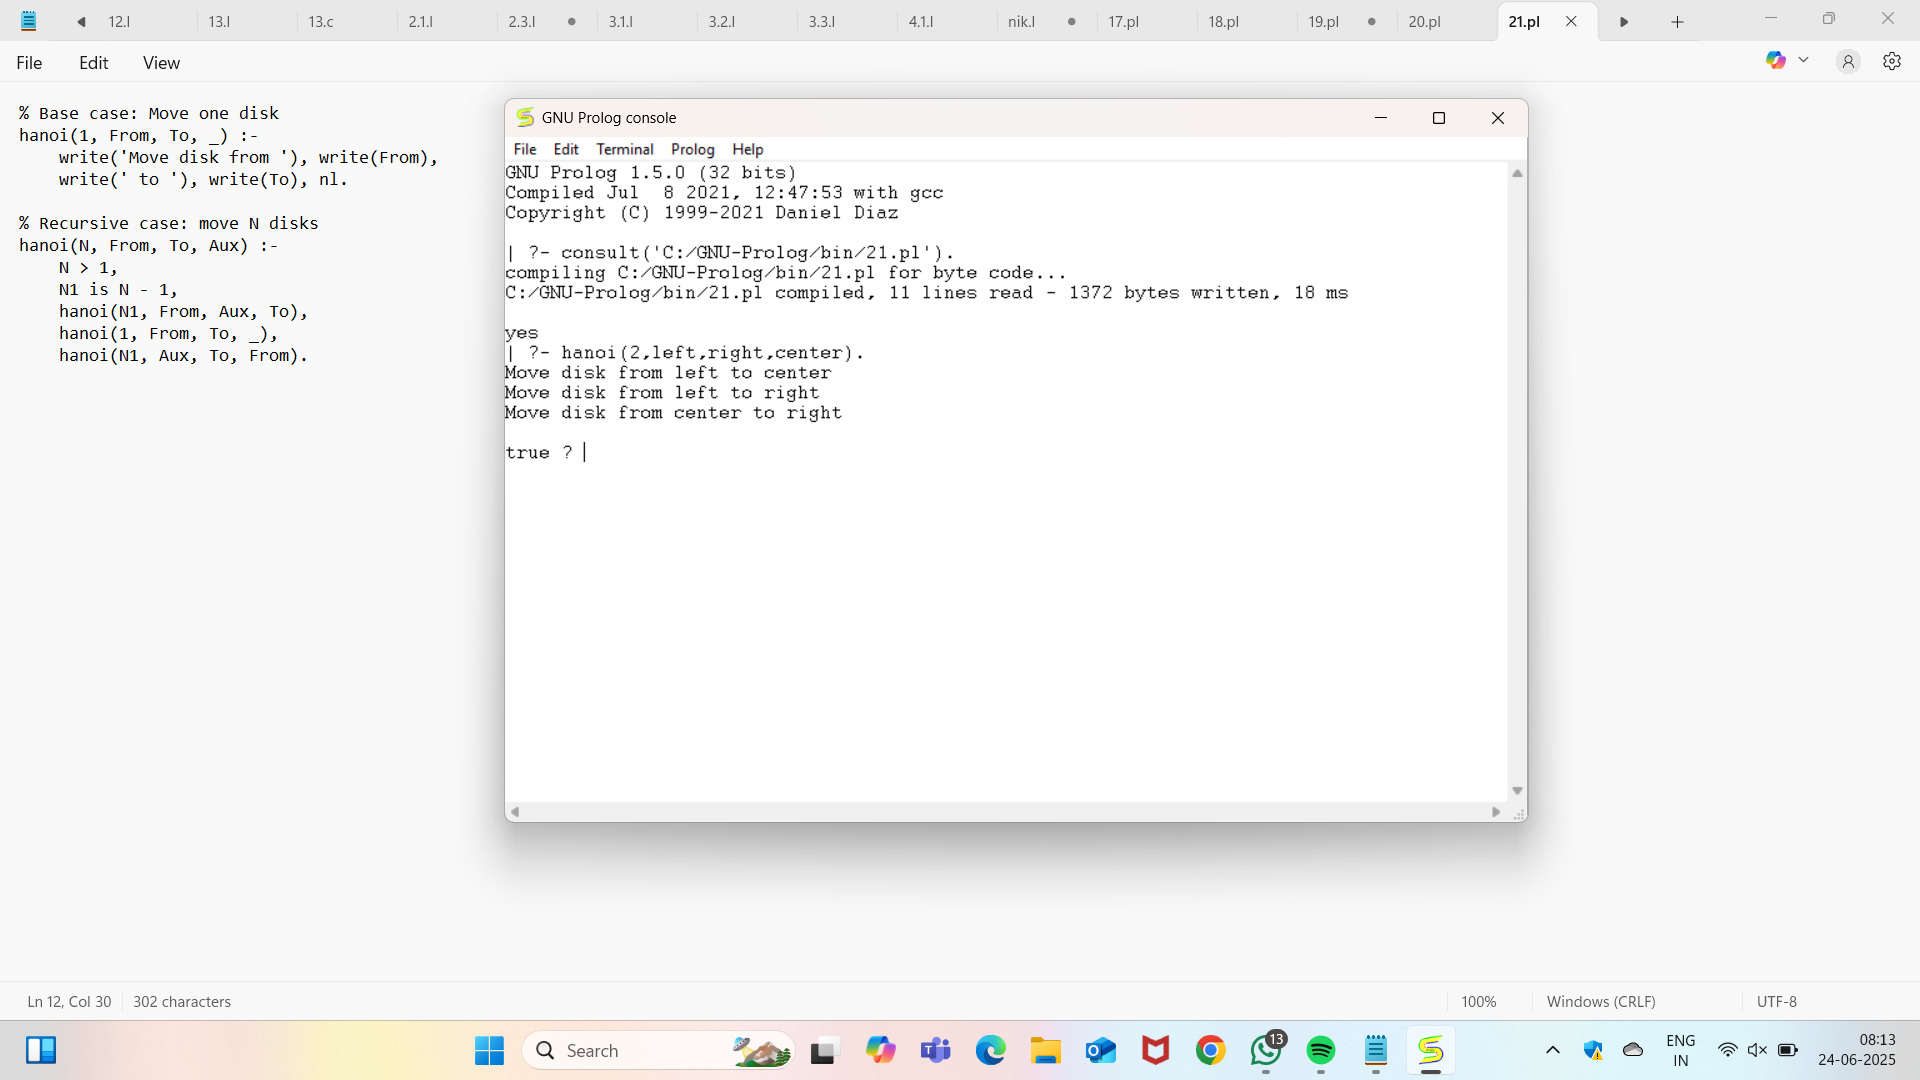 12.l 13.l 13.c 2.1.l 2.3.l 3.1.l 3.2.l 3.3.l 4.1.l nik.l 17.pl 18.pl 19.pl 20.pl 21.pl
File Edit View
% Base case: Move one disk
hanoi(1, From, To, _) :-
    write('Move disk from '), write(From),
    write(' to '), write(To), nl.
% Recursive case: move N disks
hanoi(N, From, To, Aux) :-
    N > 1,
    N1 is N - 1,
    hanoi(N1, From, Aux, To),
    hanoi(1, From, To, _),
    hanoi(N1, Aux, To, From).
GNU Prolog console
File Edit Terminal Prolog Help
GNU Prolog 1.5.0 (32 bits)
Compiled Jul  8 2021, 12:47:53 with gcc
Copyright (C) 1999-2021 Daniel Diaz
| ?- consult('C:/GNU-Prolog/bin/21.pl').
compiling C:/GNU-Prolog/bin/21.pl for byte code...
C:/GNU-Prolog/bin/21.pl compiled, 11 lines read - 1372 bytes written, 18 ms
yes
| ?- hanoi(2,left,right,center).
Move disk from left to center
Move disk from left to right
Move disk from center to right
true ?
Ln 12, Col 30 302 characters 100% Windows (CRLF) UTF-8
Search 13 ENG 08:13
IN 24-06-2025